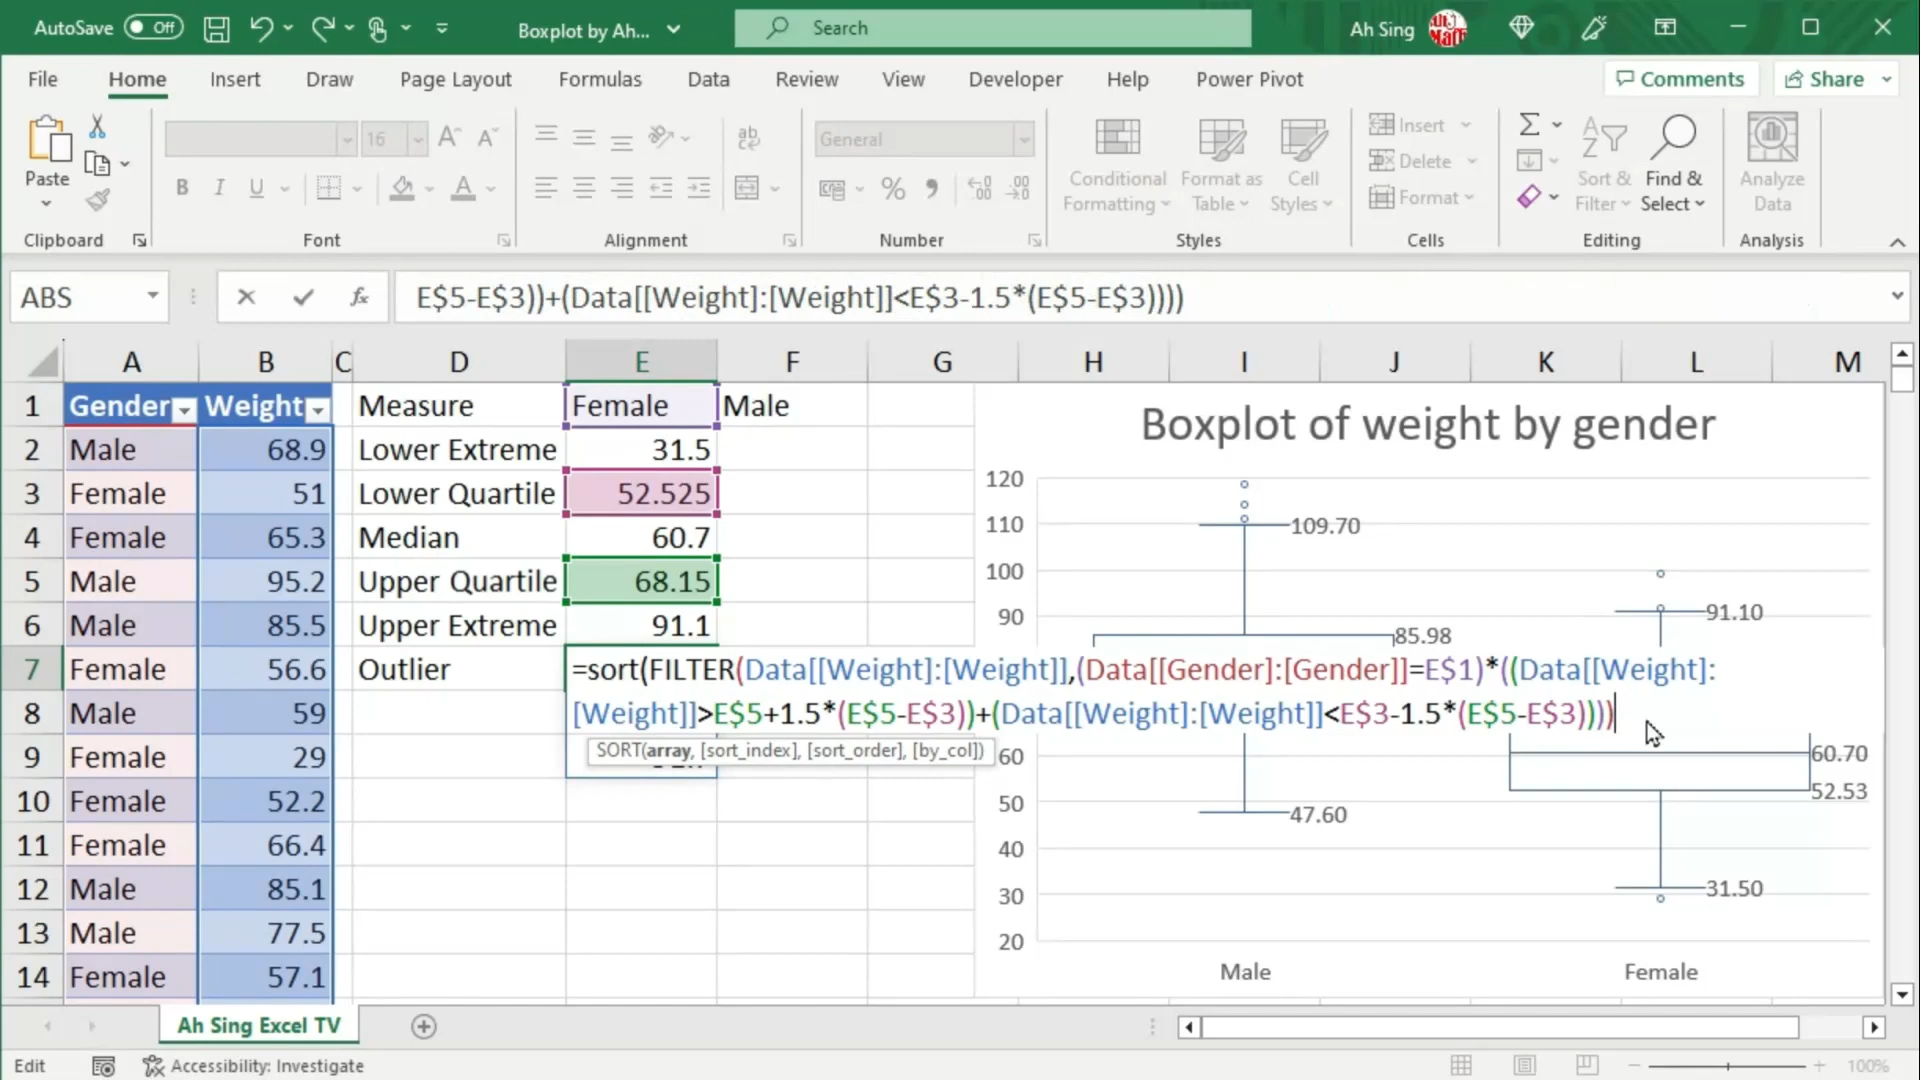 AutoSave Off Boxplot by Ah... Search Ah Sing
File Home Insert Draw Page Layout Formulas Data Review View Developer Help Power Pivot Comments Share
Paste
16
General
Conditional Formatting
Format as Table
Cell Styles
Insert
Delete
Format
Sort & Filter
Find & Select
Analyze Data
Clipboard Font Alignment Number Styles Cells Editing Analysis
ABS fx E$5-E$3))+(Data[[Weight]:[Weight]]<E$3-1.5*(E$5-E$3))))
A B C D E F G H I J K L M
1 Gender Weight Measure Female Male
2 Male 68.9 Lower Extreme 31.5
3 Female 51 Lower Quartile 52.525
4 Female 65.3 Median 60.7
5 Male 95.2 Upper Quartile 68.15
6 Male 85.5 Upper Extreme 91.1
7 Female 56.6 Outlier =sort(FILTER(Data[[Weight]:[Weight]],(Data[[Gender]:[Gender]]=E$1)*((Data[[Weight]:
8 Male 59 [Weight]]>E$5+1.5*(E$5-E$3))+(Data[[Weight]:[Weight]]<E$3-1.5*(E$5-E$3))))
SORT(array, [sort_index], [sort_order], [by_col])
9 Female 29
10 Female 52.2
11 Female 66.4
12 Male 85.1
13 Male 77.5
14 Female 57.1
Boxplot of weight by gender
120
110
100
90
60
50
40
30
20
109.70
85.98
47.60
91.10
60.70
52.53
31.50
Male Female
Ah Sing Excel TV
Edit Accessibility: Investigate 100%